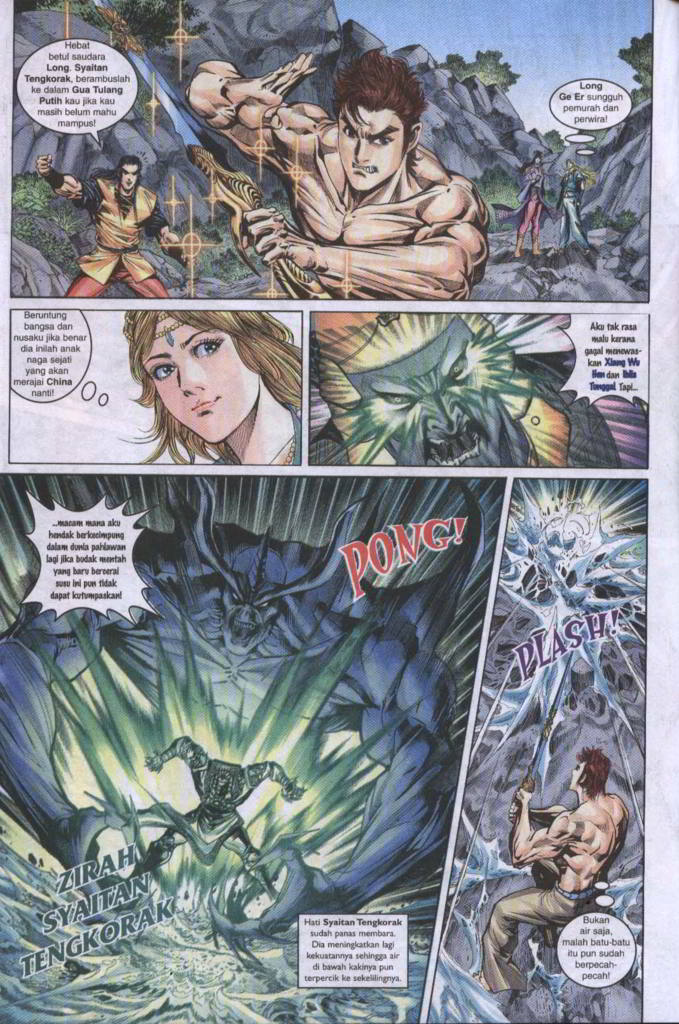 Hebat
betul saudara
Long. Syaitan
Tengkorak, berambuslah
ke dalam Gua Tulang
Putih kau jika kau
masih belum mahu
mampus!
Long
Ge Er sungguh
pemurah dan
perwira!
Beruntung
bangsa dan
nusaku jika benar
dia inilah anak
naga sejati
yang akan
merajai China
nanti!
Aku tak rasa
malu kerana
gagal menewas-
kan Xiang Wu
Hen dan Iblis
Tunggal Tapi...
...macam mana aku
hendak berkecimpung
dalam dunia pahlawan
lagi jika budak mentah
yang baru bercerai
susu ini pun tidak
dapat kutumpaskan!
PONG!
PLASH!
ZIRAH
SYAITAN
TENGKORAK
Hati Syaitan Tengkorak
sudah panas membara.
Dia meningkatkan lagi
kekuatannya sehingga air
di bawah kakinya pun
terpercik ke sekelilingnya.
Bukan
air saja,
malah batu-batu
itu pun sudah
berpecah-
pecah!